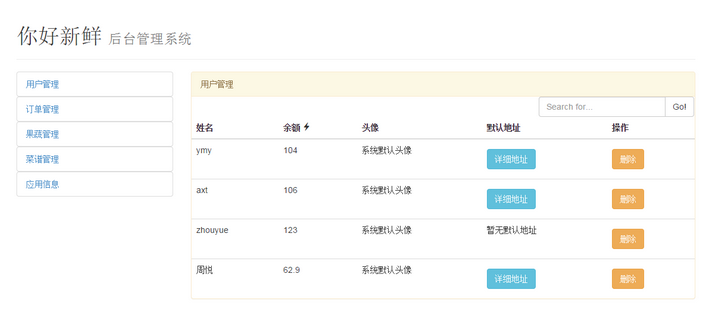 你好新鲜 后台管理系统
用户管理
订单管理
果蔬管理
菜谱管理
应用信息
用户管理
Search for... Go!
姓名 余额 头像 默认地址 操作
ymy 104 系统默认头像 详细地址 删除
axt 106 系统默认头像 详细地址 删除
zhouyue 123 系统默认头像 暂无默认地址 删除
周悦 62.9 系统默认头像 详细地址 删除